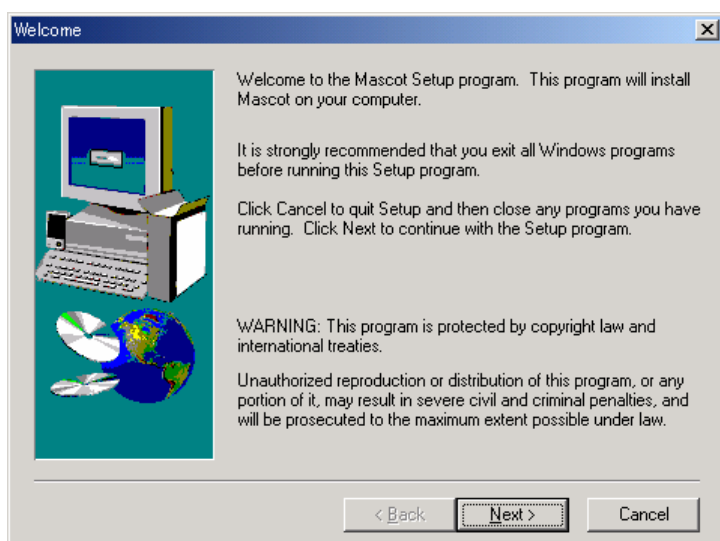 Welcome
Welcome to the Mascot Setup program. This program will install
Mascot on your computer.
It is strongly recommended that you exit all Windows programs
before running this Setup program.
Click Cancel to quit Setup and then close any programs you have
running. Click Next to continue with the Setup program.
WARNING: This program is protected by copyright law and
international treaties.
Unauthorized reproduction or distribution of this program, or any
portion of it, may result in severe civil and criminal penalties, and
will be prosecuted to the maximum extent possible under law.
< Back
Next >
Cancel